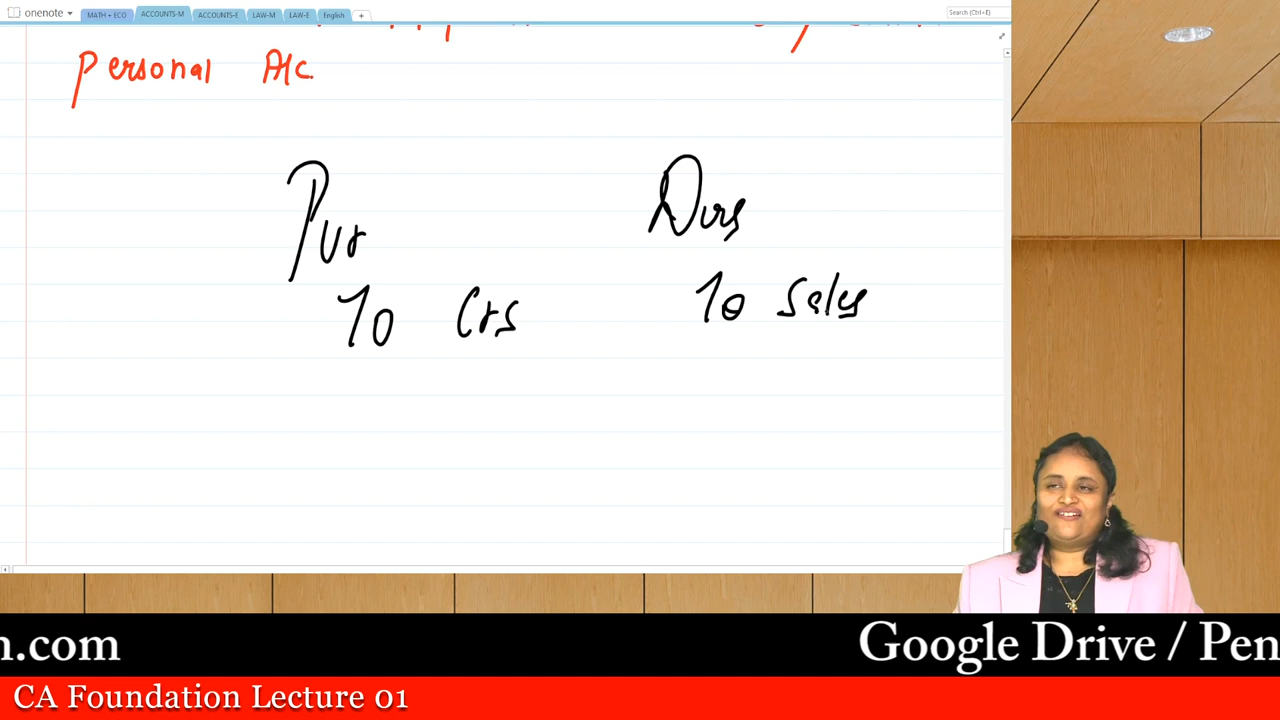 onenote MATH + ECO ACCOUNTS-M ACCOUNTS-E LAW-M LAW-E English + Search (Ctrl+E)
Personal A/c
Pur
To Crs
Drs
To Sales
n.com Google Drive / Pen
CA Foundation Lecture 01